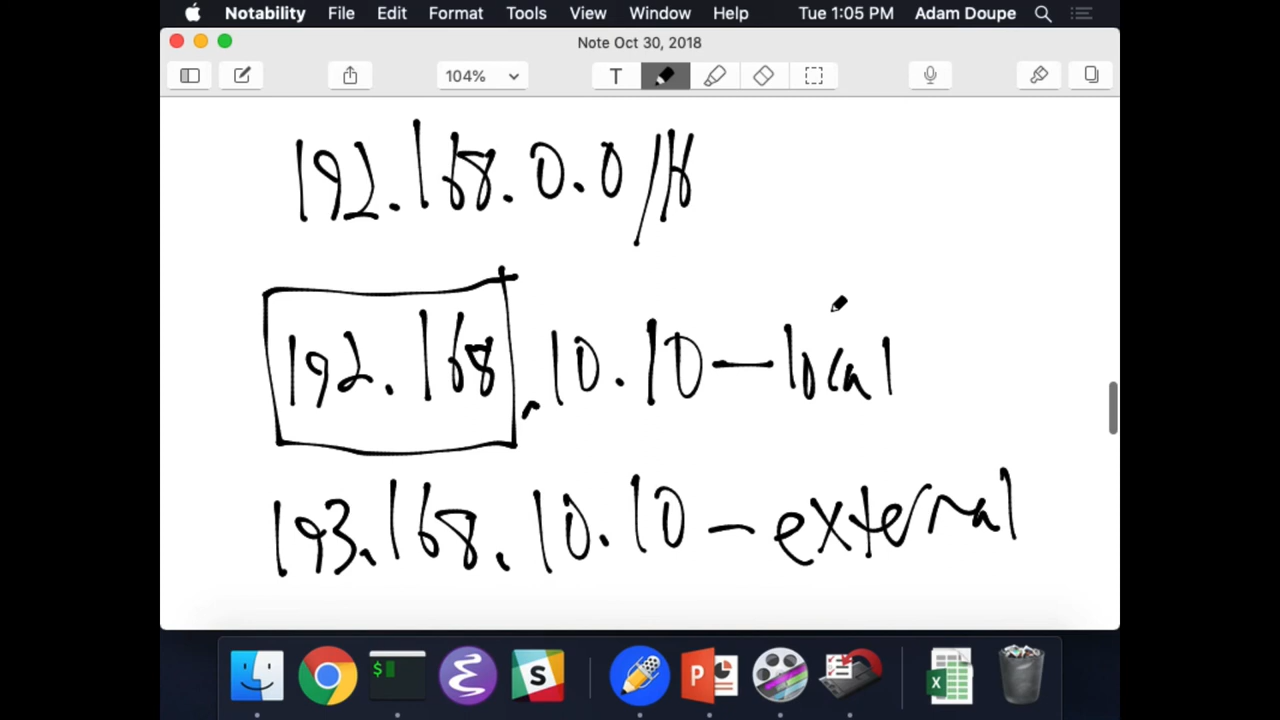 Notability File Edit Format Tools View Window Help Tue 1:05 PM Adam Doupe
Note Oct 30, 2018
104% T
192.168.0.0/16
192.168.10.10 – local
193.168.10.10 – external
$ S P X